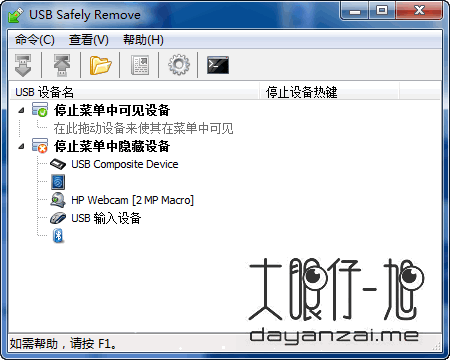 USB Safely Remove
命令(C) 查看(V) 帮助(H)
USB 设备名 停止设备热键
停止菜单中可见设备
在此拖动设备来使其在菜单中可见
停止菜单中隐藏设备
USB Composite Device
HP Webcam [2 MP Macro]
USB 输入设备
大眼仔~旭
dayanzai.me
如需帮助，请按 F1。